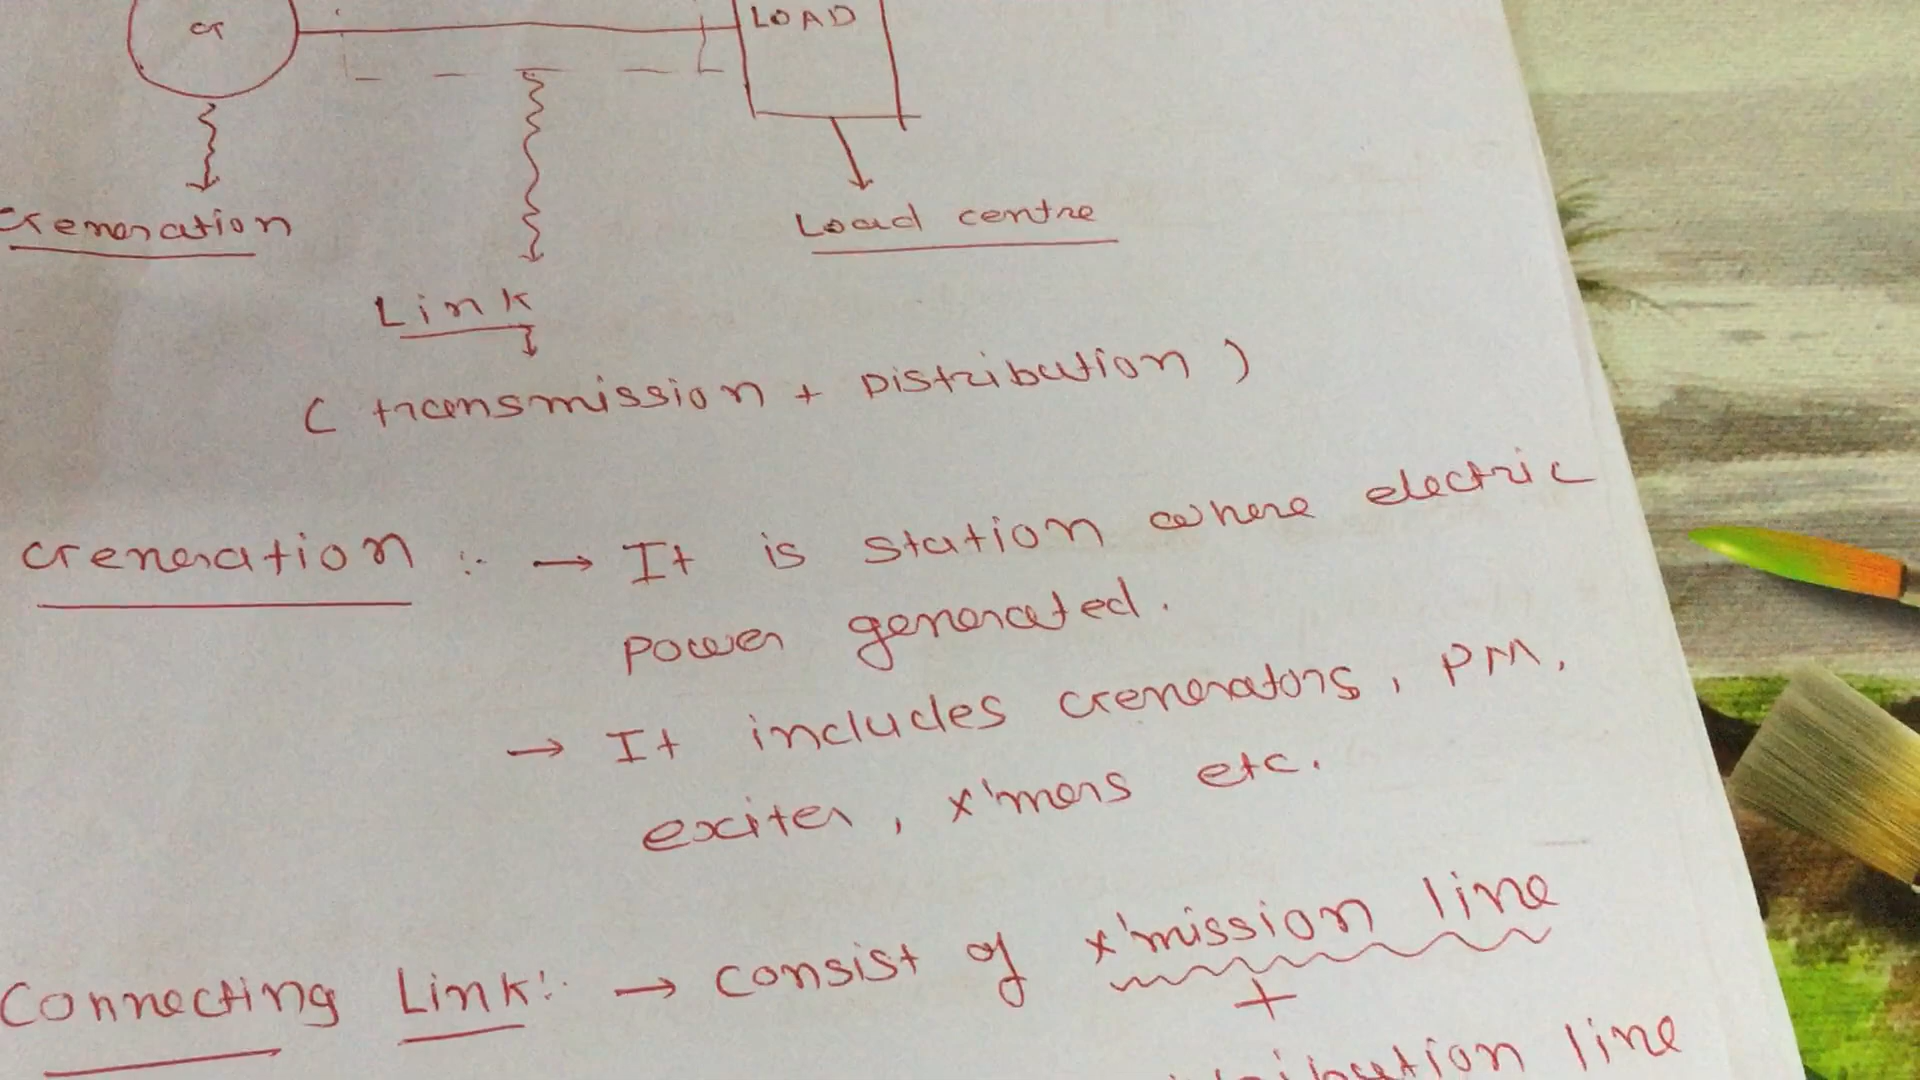 G LOAD
Generation
Load centre
Link
( transmission + Distribution )
Generation :- → It is station where electric
power generated.
→ It includes Generators, PM,
exciter, x'mers etc.
Connecting Link :- → consist of x'mission line
+
line